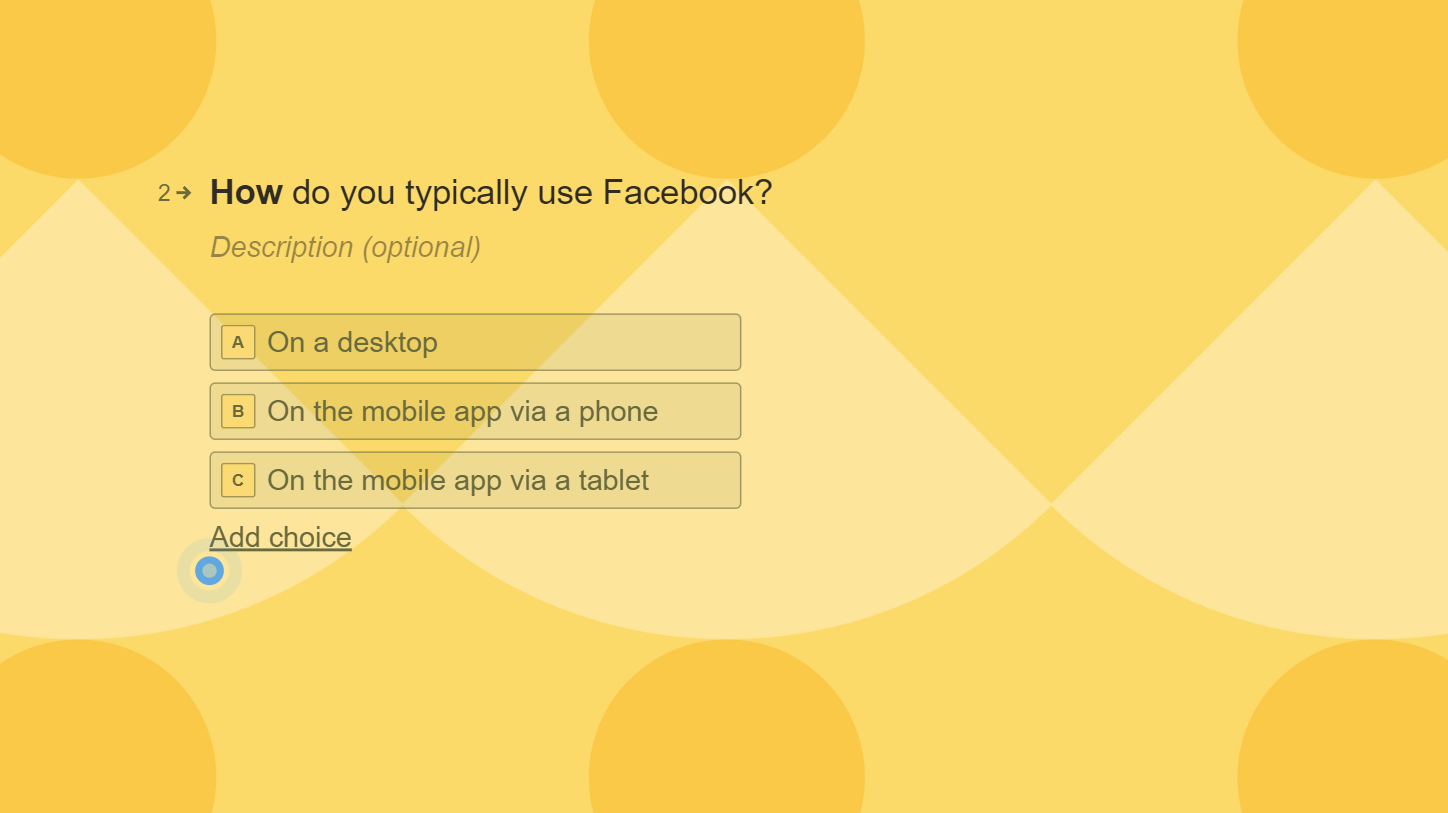 2 → How do you typically use Facebook?
Description (optional)
A On a desktop
B On the mobile app via a phone
C On the mobile app via a tablet
Add choice